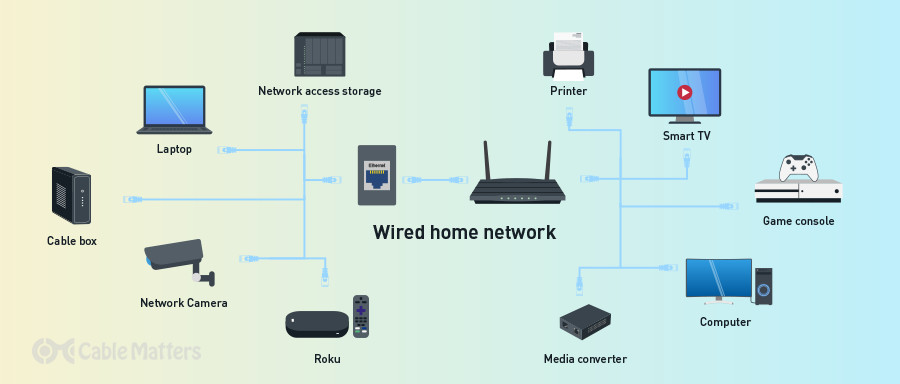 Network access storage
Printer
Laptop
Smart TV
Ethernet
Cable box
Wired home network
Game console
Network Camera
Computer
Roku
Media converter
Cable Matters